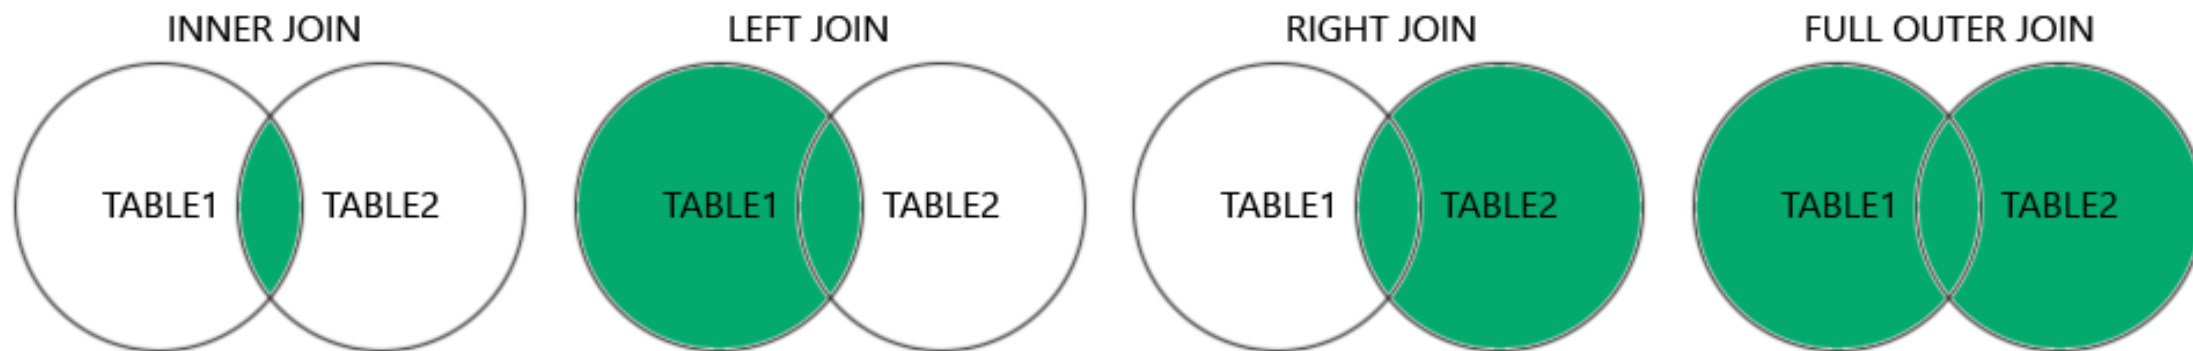 INNER JOIN
TABLE1 TABLE2
LEFT JOIN
TABLE1 TABLE2
RIGHT JOIN
TABLE1 TABLE2
FULL OUTER JOIN
TABLE1 TABLE2